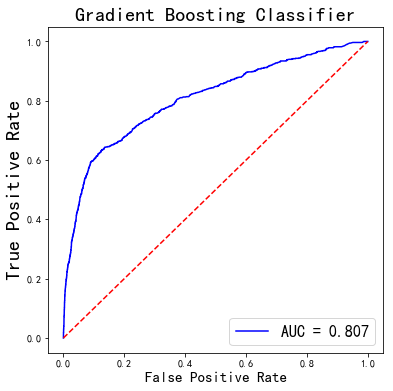 Gradient Boosting Classifier
True Positive Rate
1.0
0.8
0.6
0.4
0.2
0.0
AUC = 0.807
0.0 0.2 0.4 0.6 0.8 1.0
False Positive Rate